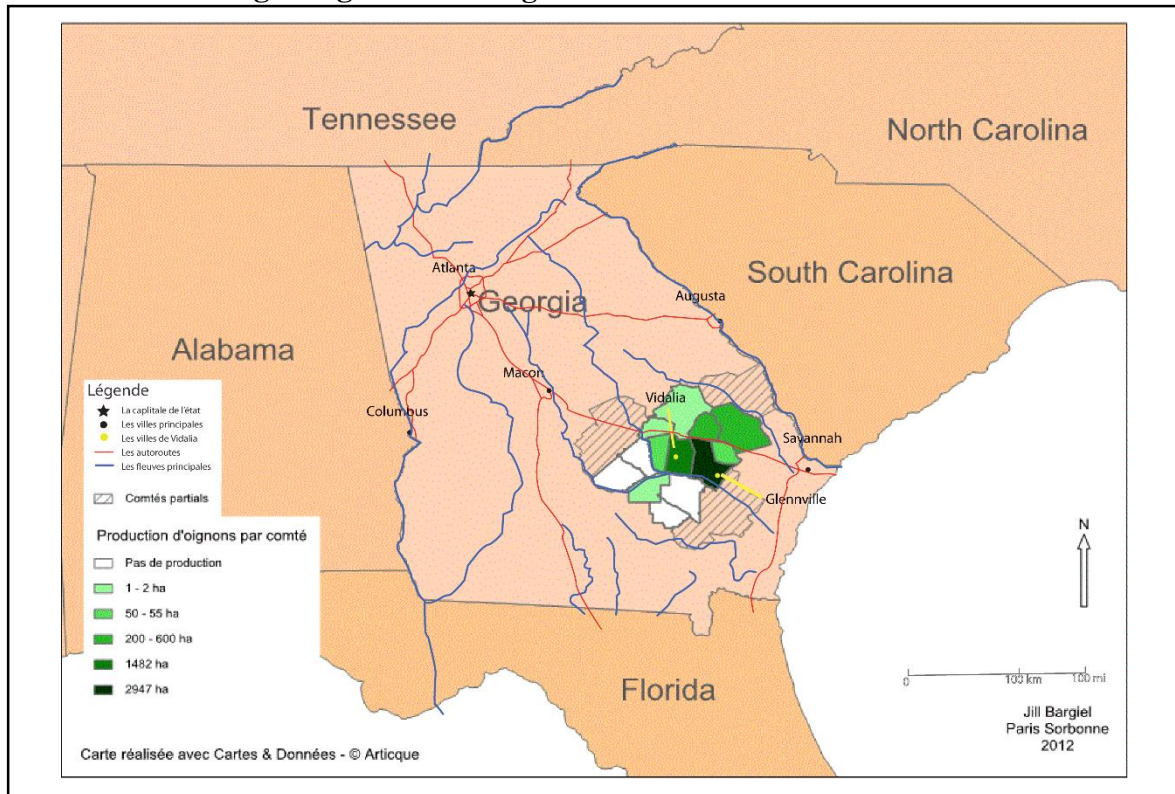 Tennessee
North Carolina
South Carolina
Atlanta
Georgia
Augusta
Alabama
Macon
Vidalia
Columbus
Savannah
Glennville
Florida
Légende
La caplitale de l'état
Les villes principales
Les villes de Vidalia
Les autoroutes
Les fleuves principales
Comtés partials
Production d'oignons par comté
Pas de production
1 - 2 ha
50 - 55 ha
200 - 600 ha
1482 ha
2947 ha
N
0 100 km 100 mi
Jill Bargiel
Paris Sorbonne
2012
Carte réalisée avec Cartes & Données - © Articque